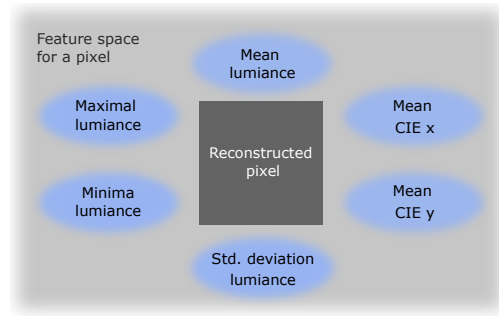 Feature space
for a pixel
Mean
lumiance
Maximal
lumiance
Mean
CIE x
Reconstructed
pixel
Minima
lumiance
Mean
CIE y
Std. deviation
lumiance